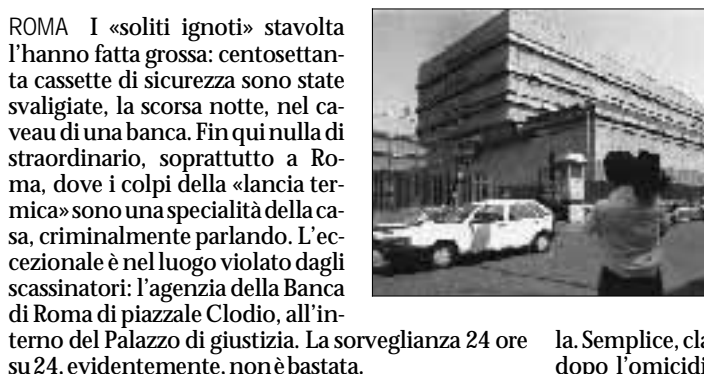 ROMA I «soliti ignoti» stavolta
l'hanno fatta grossa: centosettan-
ta cassette di sicurezza sono state
svaligiate, la scorsa notte, nel ca-
veau di una banca. Fin qui nulla di
straordinario, soprattutto a Ro-
ma, dove i colpi della «lancia ter-
mica» sono una specialità della ca-
sa, criminalmente parlando. L'ec-
cezionale è nel luogo violato dagli
scassinatori: l'agenzia della Banca
di Roma di piazzale Clodio, all'in-
terno del Palazzo di giustizia. La sorveglianza 24 ore
su 24, evidentemente, non è bastata.
la. Semplice, cla
dopo l'omicidi